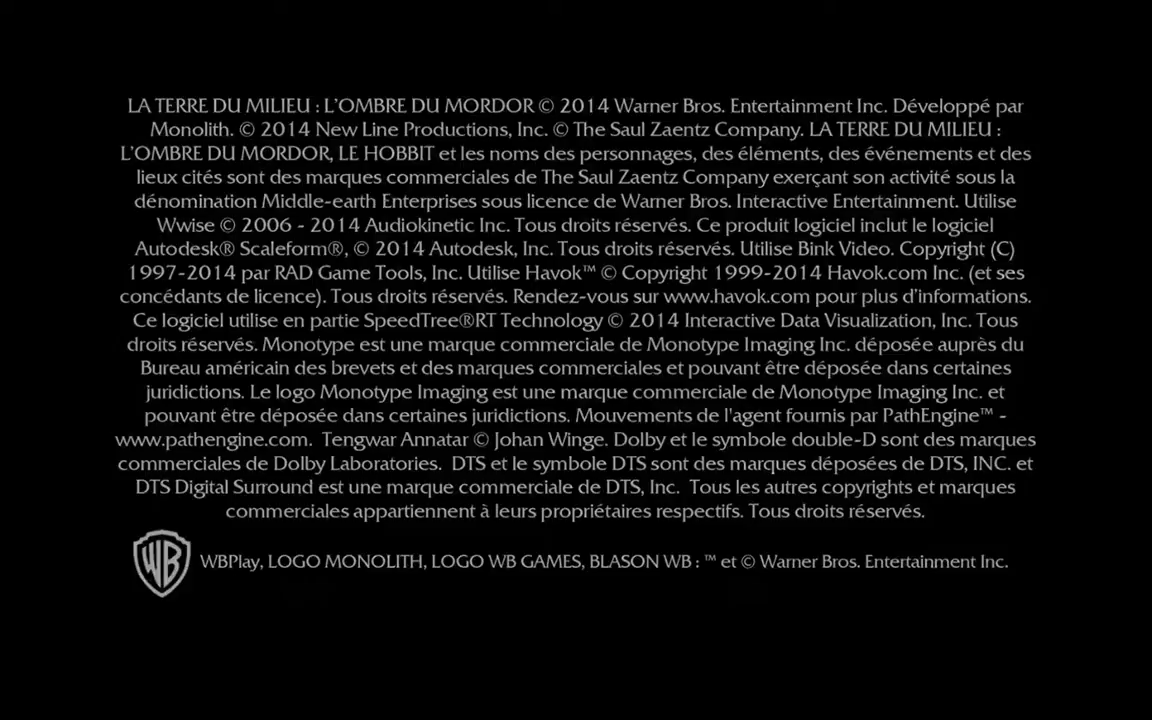 LA TERRE DU MILIEU : L'OMBRE DU MORDOR © 2014 Warner Bros. Entertainment Inc. Développé par
Monolith. © 2014 New Line Productions, Inc. © The Saul Zaentz Company. LA TERRE DU MILIEU :
L'OMBRE DU MORDOR, LE HOBBIT et les noms des personnages, des éléments, des événements et des
lieux cités sont des marques commerciales de The Saul Zaentz Company exerçant son activité sous la
dénomination Middle-earth Enterprises sous licence de Warner Bros. Interactive Entertainment. Utilise
Wwise © 2006 - 2014 Audiokinetic Inc. Tous droits réservés. Ce produit logiciel inclut le logiciel
Autodesk® Scaleform®, © 2014 Autodesk, Inc. Tous droits réservés. Utilise Bink Video. Copyright (C)
1997-2014 par RAD Game Tools, Inc. Utilise Havok™ © Copyright 1999-2014 Havok.com Inc. (et ses
concédants de licence). Tous droits réservés. Rendez-vous sur www.havok.com pour plus d'informations.
Ce logiciel utilise en partie SpeedTree®RT Technology © 2014 Interactive Data Visualization, Inc. Tous
droits réservés. Monotype est une marque commerciale de Monotype Imaging Inc. déposée auprès du
Bureau américain des brevets et des marques commerciales et pouvant être déposée dans certaines
juridictions. Le logo Monotype Imaging est une marque commerciale de Monotype Imaging Inc. et
pouvant être déposée dans certaines juridictions. Mouvements de l'agent fournis par PathEngine™ -
www.pathengine.com.  Tengwar Annatar © Johan Winge. Dolby et le symbole double-D sont des marques
commerciales de Dolby Laboratories.  DTS et le symbole DTS sont des marques déposées de DTS, INC. et
DTS Digital Surround est une marque commerciale de DTS, Inc.  Tous les autres copyrights et marques
commerciales appartiennent à leurs propriétaires respectifs. Tous droits réservés.
WB WBPlay, LOGO MONOLITH, LOGO WB GAMES, BLASON WB : ™ et © Warner Bros. Entertainment Inc.